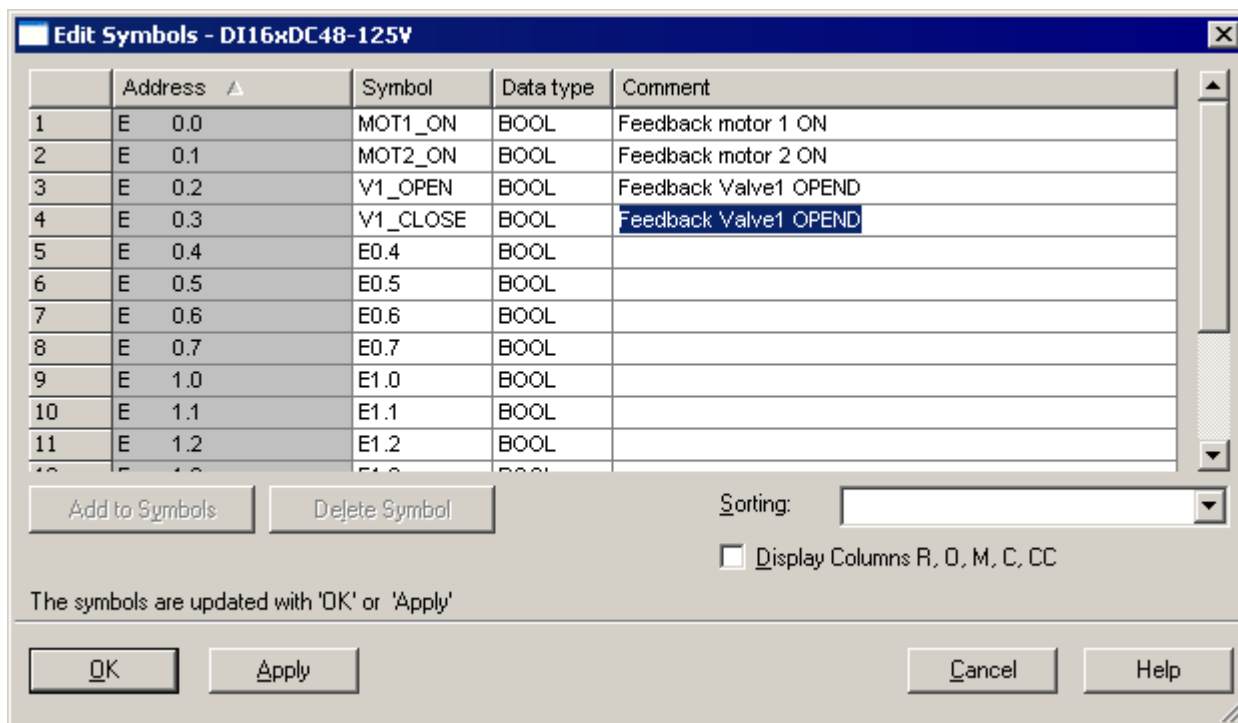 Edit Symbols - DI16xDC48-125V
Address Symbol Data type Comment
1 E 0.0 MOT1_ON BOOL Feedback motor 1 ON
2 E 0.1 MOT2_ON BOOL Feedback motor 2 ON
3 E 0.2 V1_OPEN BOOL Feedback Valve1 OPEND
4 E 0.3 V1_CLOSE BOOL Feedback Valve1 OPEND
5 E 0.4 E0.4 BOOL
6 E 0.5 E0.5 BOOL
7 E 0.6 E0.6 BOOL
8 E 0.7 E0.7 BOOL
9 E 1.0 E1.0 BOOL
10 E 1.1 E1.1 BOOL
11 E 1.2 E1.2 BOOL
Add to Symbols Delete Symbol Sorting:
Display Columns R, O, M, C, CC
The symbols are updated with 'OK' or 'Apply'
OK Apply Cancel Help